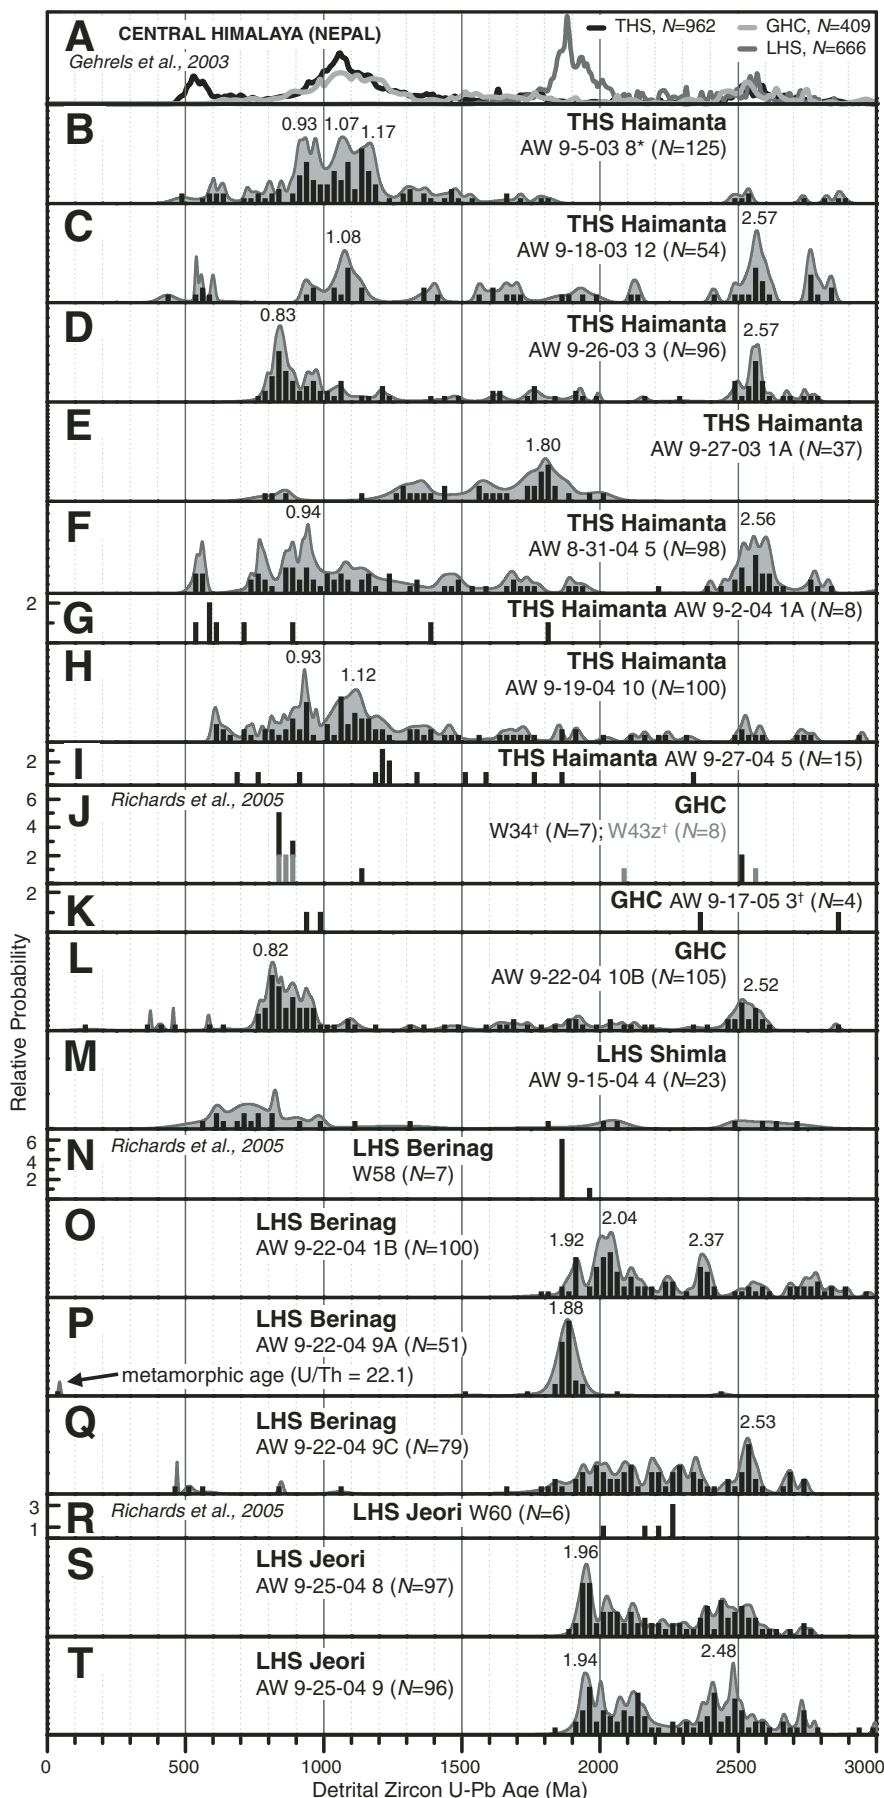 A
CENTRAL HIMALAYA (NEPAL)
Gehrels et al., 2003
THS, N=962
GHC, N=409
LHS, N=666
B
0.93 1.07 1.17
THS Haimanta
AW 9-5-03 8* (N=125)
C
1.08
THS Haimanta
AW 9-18-03 12 (N=54)
2.57
D
0.83
THS Haimanta
AW 9-26-03 3 (N=96)
2.57
E
1.80
THS Haimanta
AW 9-27-03 1A (N=37)
F
0.94
THS Haimanta
AW 8-31-04 5 (N=98)
2.56
2
G
THS Haimanta AW 9-2-04 1A (N=8)
H
0.93
1.12
THS Haimanta
AW 9-19-04 10 (N=100)
2
I
THS Haimanta AW 9-27-04 5 (N=15)
6
4
2
J
Richards et al., 2005
GHC
W34† (N=7); W43z† (N=8)
2
K
GHC AW 9-17-05 3† (N=4)
L
0.82
GHC
AW 9-22-04 10B (N=105)
2.52
Relative Probability
M
LHS Shimla
AW 9-15-04 4 (N=23)
6
4
2
N
Richards et al., 2005
LHS Berinag
W58 (N=7)
O
LHS Berinag
AW 9-22-04 1B (N=100)
1.92
2.04
2.37
P
LHS Berinag
AW 9-22-04 9A (N=51)
1.88
metamorphic age (U/Th = 22.1)
Q
LHS Berinag
AW 9-22-04 9C (N=79)
2.53
3
1
R
Richards et al., 2005
LHS Jeori W60 (N=6)
S
LHS Jeori
AW 9-25-04 8 (N=97)
1.96
T
LHS Jeori
AW 9-25-04 9 (N=96)
1.94
2.48
0 500 1000 1500 2000 2500 3000
Detrital Zircon U-Pb Age (Ma)